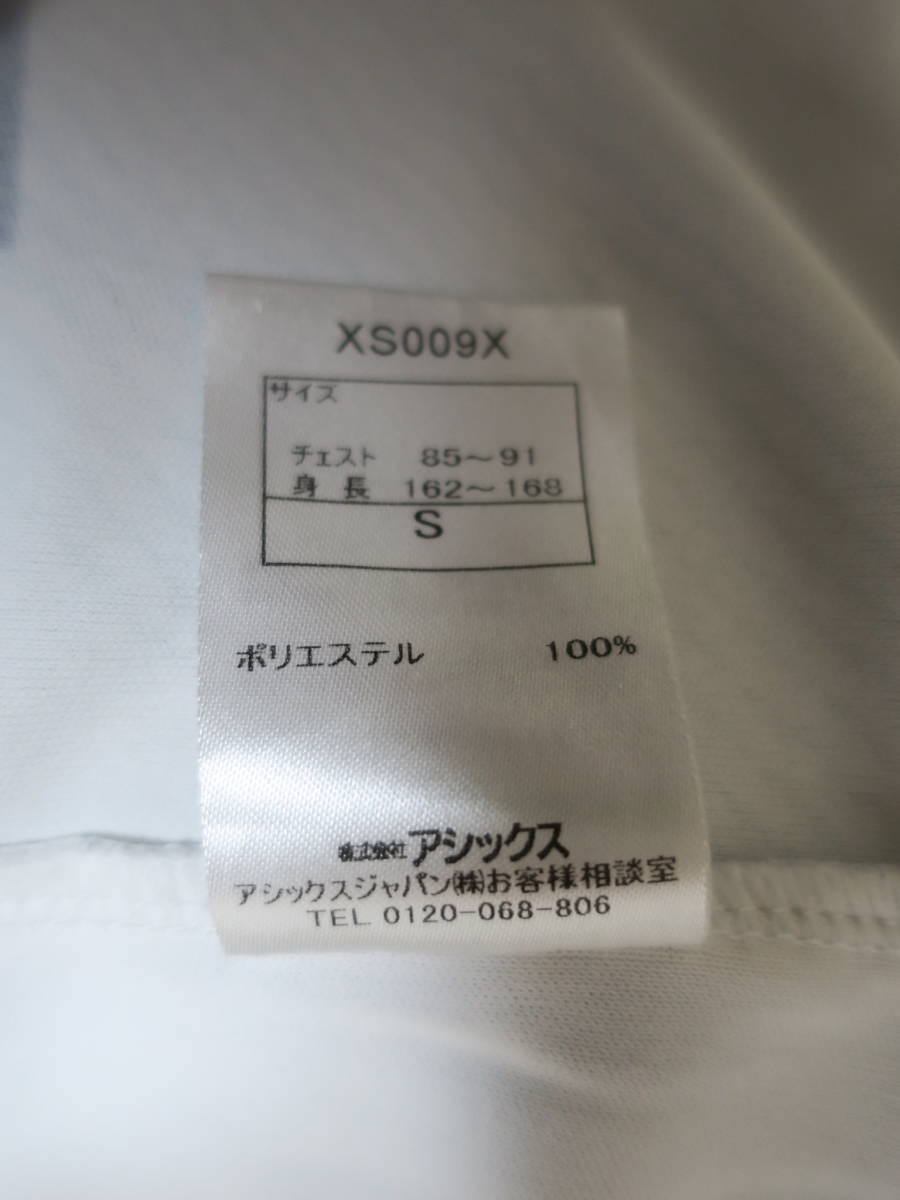 XS009X
サイズ
チェスト 85～91
身長 162～168
S
ポリエステル 100%
株式会社アシックス
アシックスジャパン㈱お客様相談室
TEL 0120-068-806